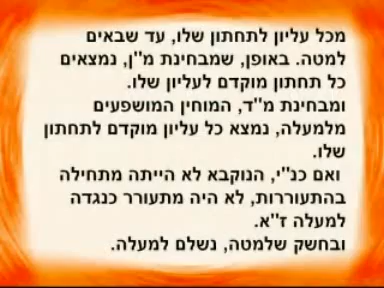 מכל עליון לתחתון שלו, עד שבאים
למטה. באופן, שמבחינת מ"ן, נמצאים
כל תחתון מוקדם לעליון שלו.
ומבחינת מ"ד, המוחין המושפעים
מלמעלה, נמצא כל עליון מוקדם לתחתון
שלו.
ואם כנ"י, הנוקבא לא הייתה מתחילה
בהתעוררות, לא היה מתעורר כנגדה
למעלה ז"א.
ובחשק שלמטה, נשלם למעלה.